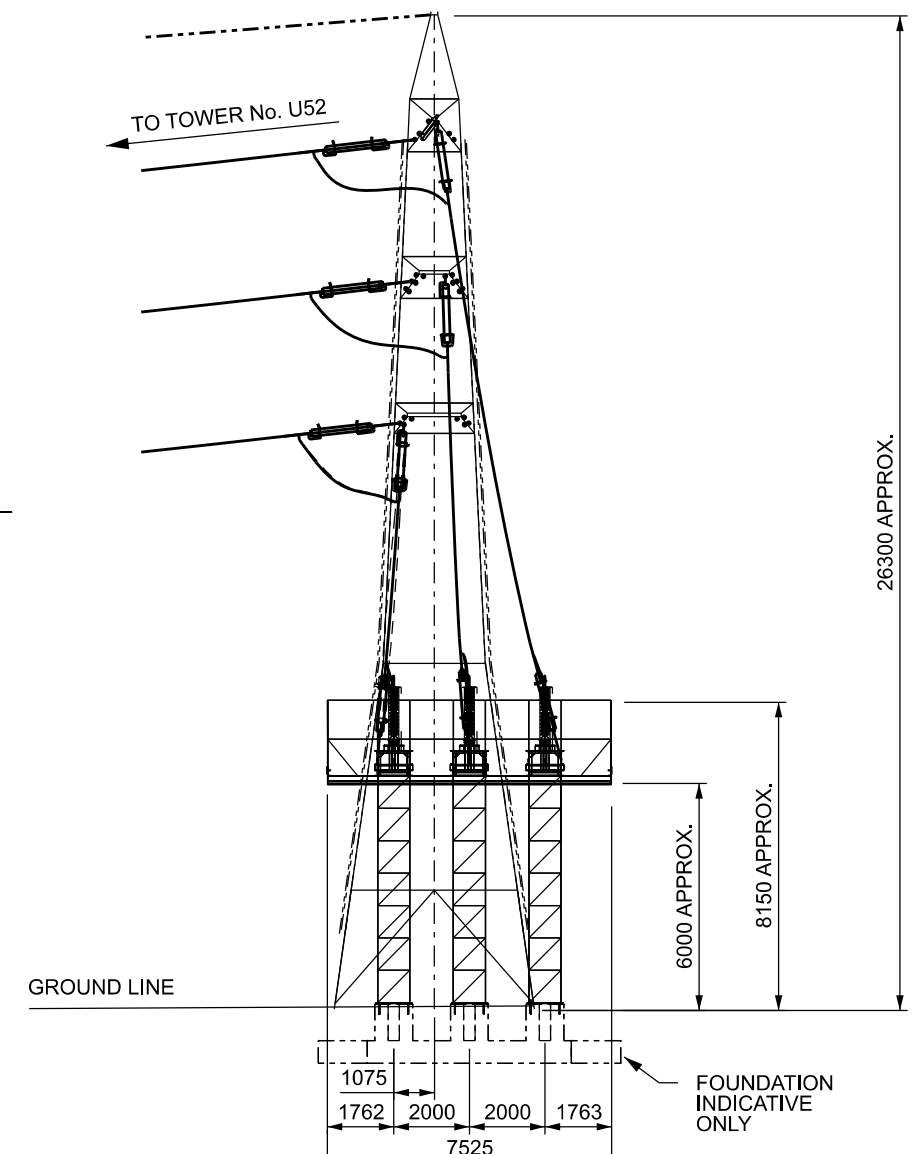 TO TOWER No. U52
26300 APPROX.
8150 APPROX.
6000 APPROX.
GROUND LINE
1075
1762
2000
2000
1763
7525
FOUNDATION
INDICATIVE
ONLY